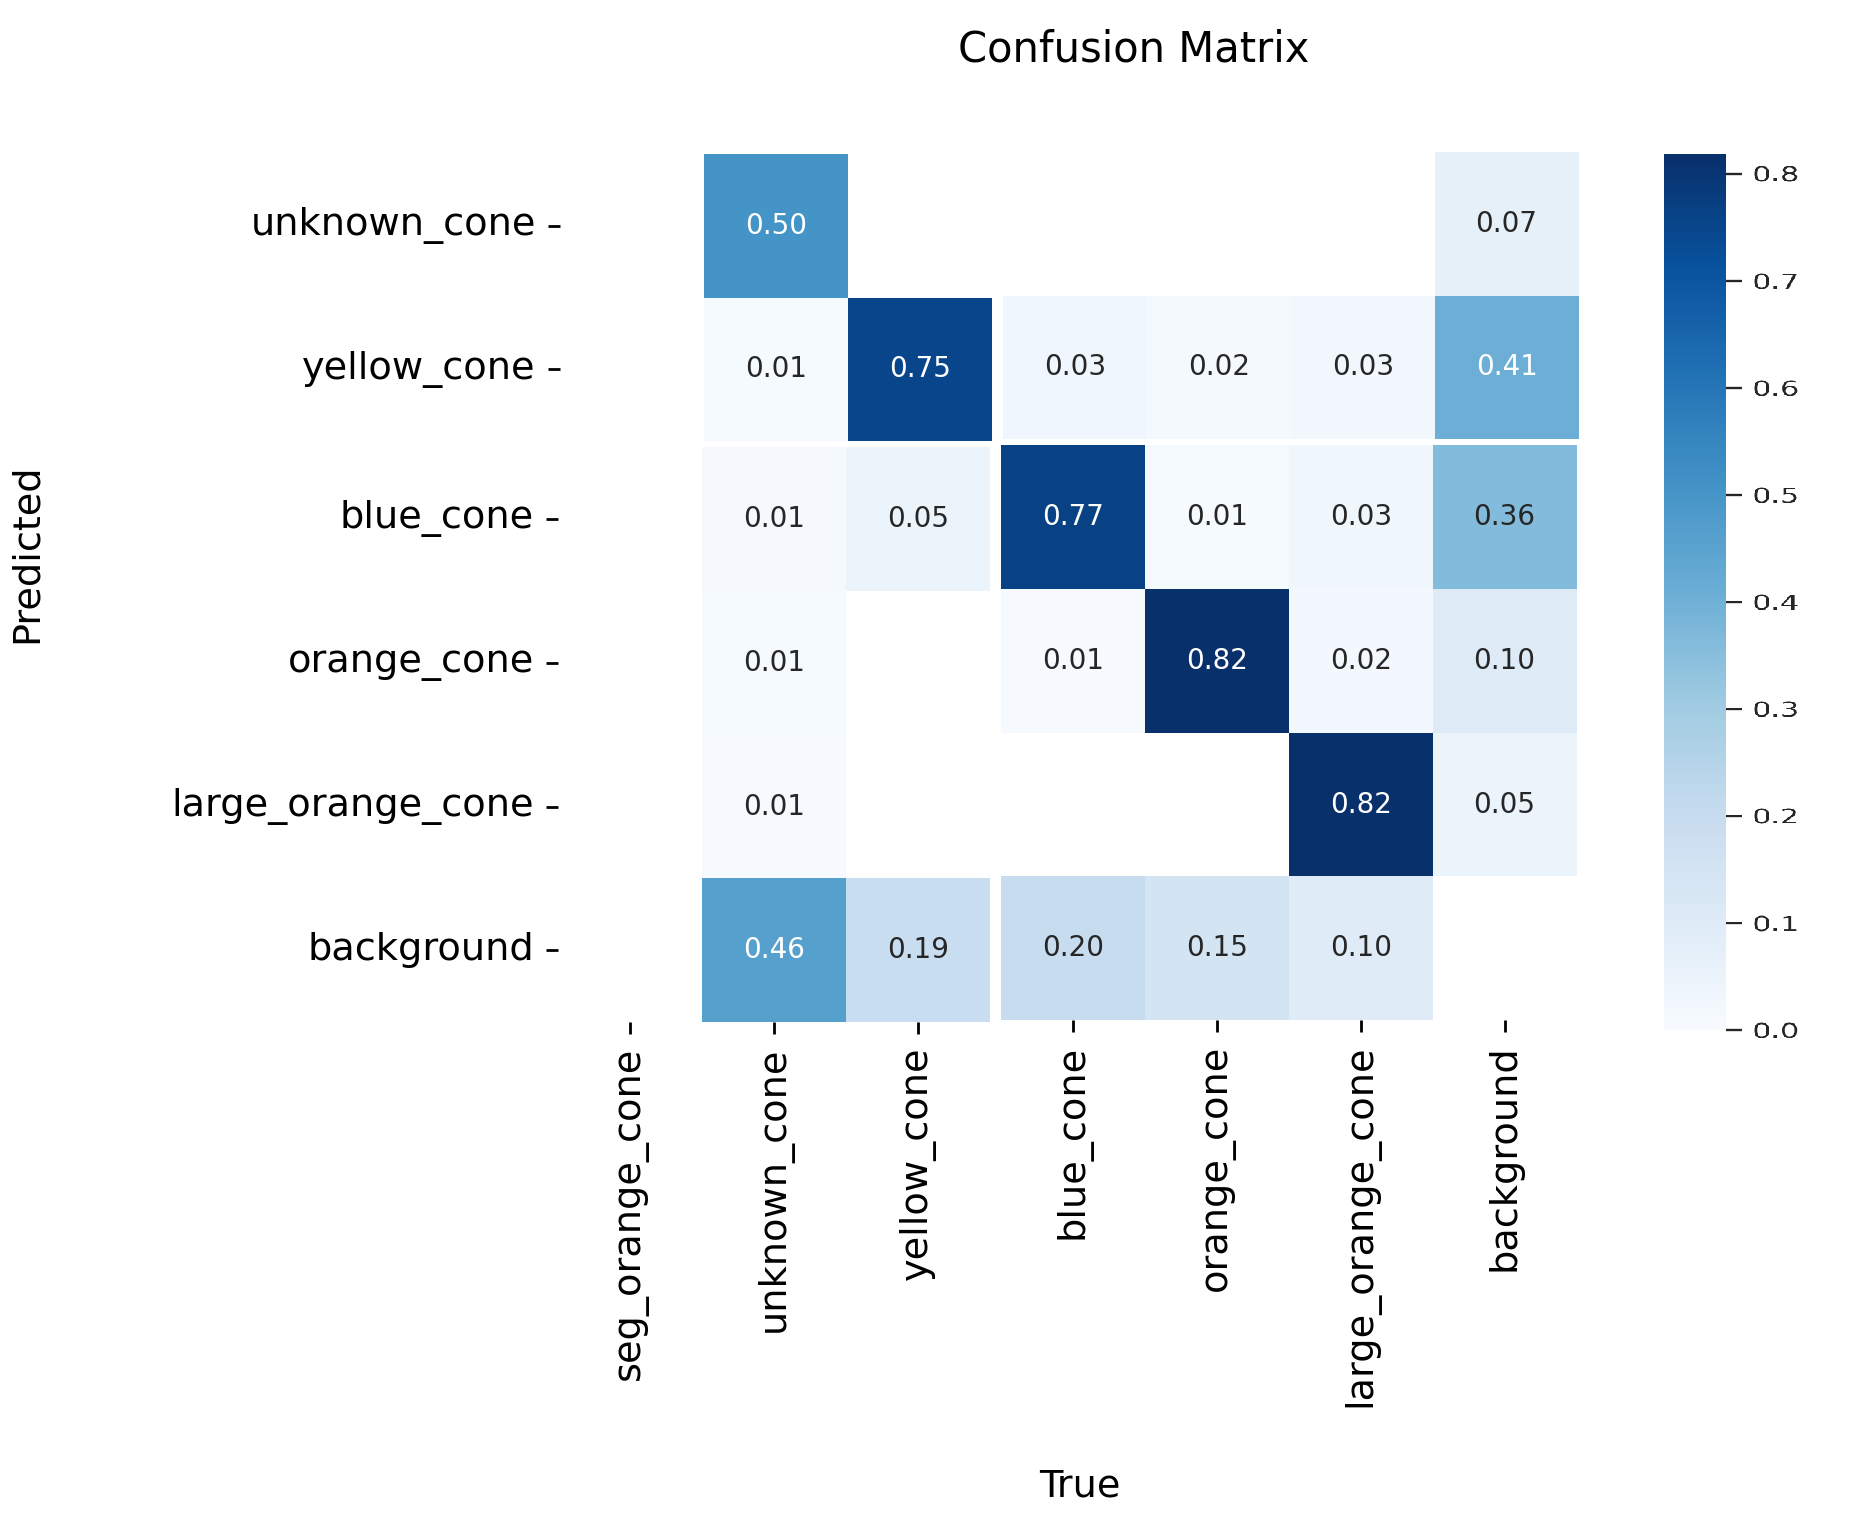 Confusion Matrix
unknown_cone
0.50
0.07
0.8
yellow_cone
0.01
0.75
0.03
0.02
0.03
0.41
0.7
0.6
blue_cone
0.01
0.05
0.77
0.01
0.03
0.36
0.5
0.4
orange_cone
0.01
0.01
0.82
0.02
0.10
0.3
large_orange_cone
0.01
0.82
0.05
0.2
background
0.46
0.19
0.20
0.15
0.10
0.1
0.0
Predicted
seg_orange_cone
unknown_cone
yellow_cone
blue_cone
orange_cone
large_orange_cone
background
True